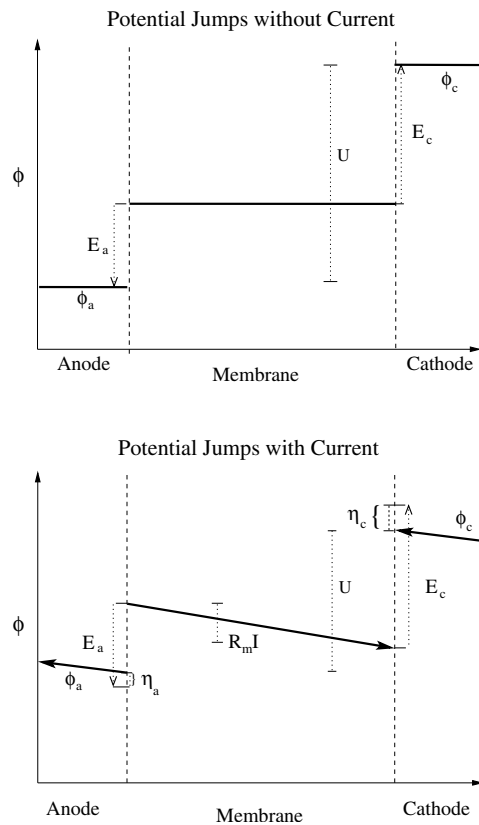 Potential Jumps without Current
ϕc
Ec
U
ϕ
Ea
ϕa
Anode
Membrane
Cathode
Potential Jumps with Current
ηc {
ϕc
U
Ec
ϕ
Ea
RmI
ϕa
} ηa
Anode
Membrane
Cathode